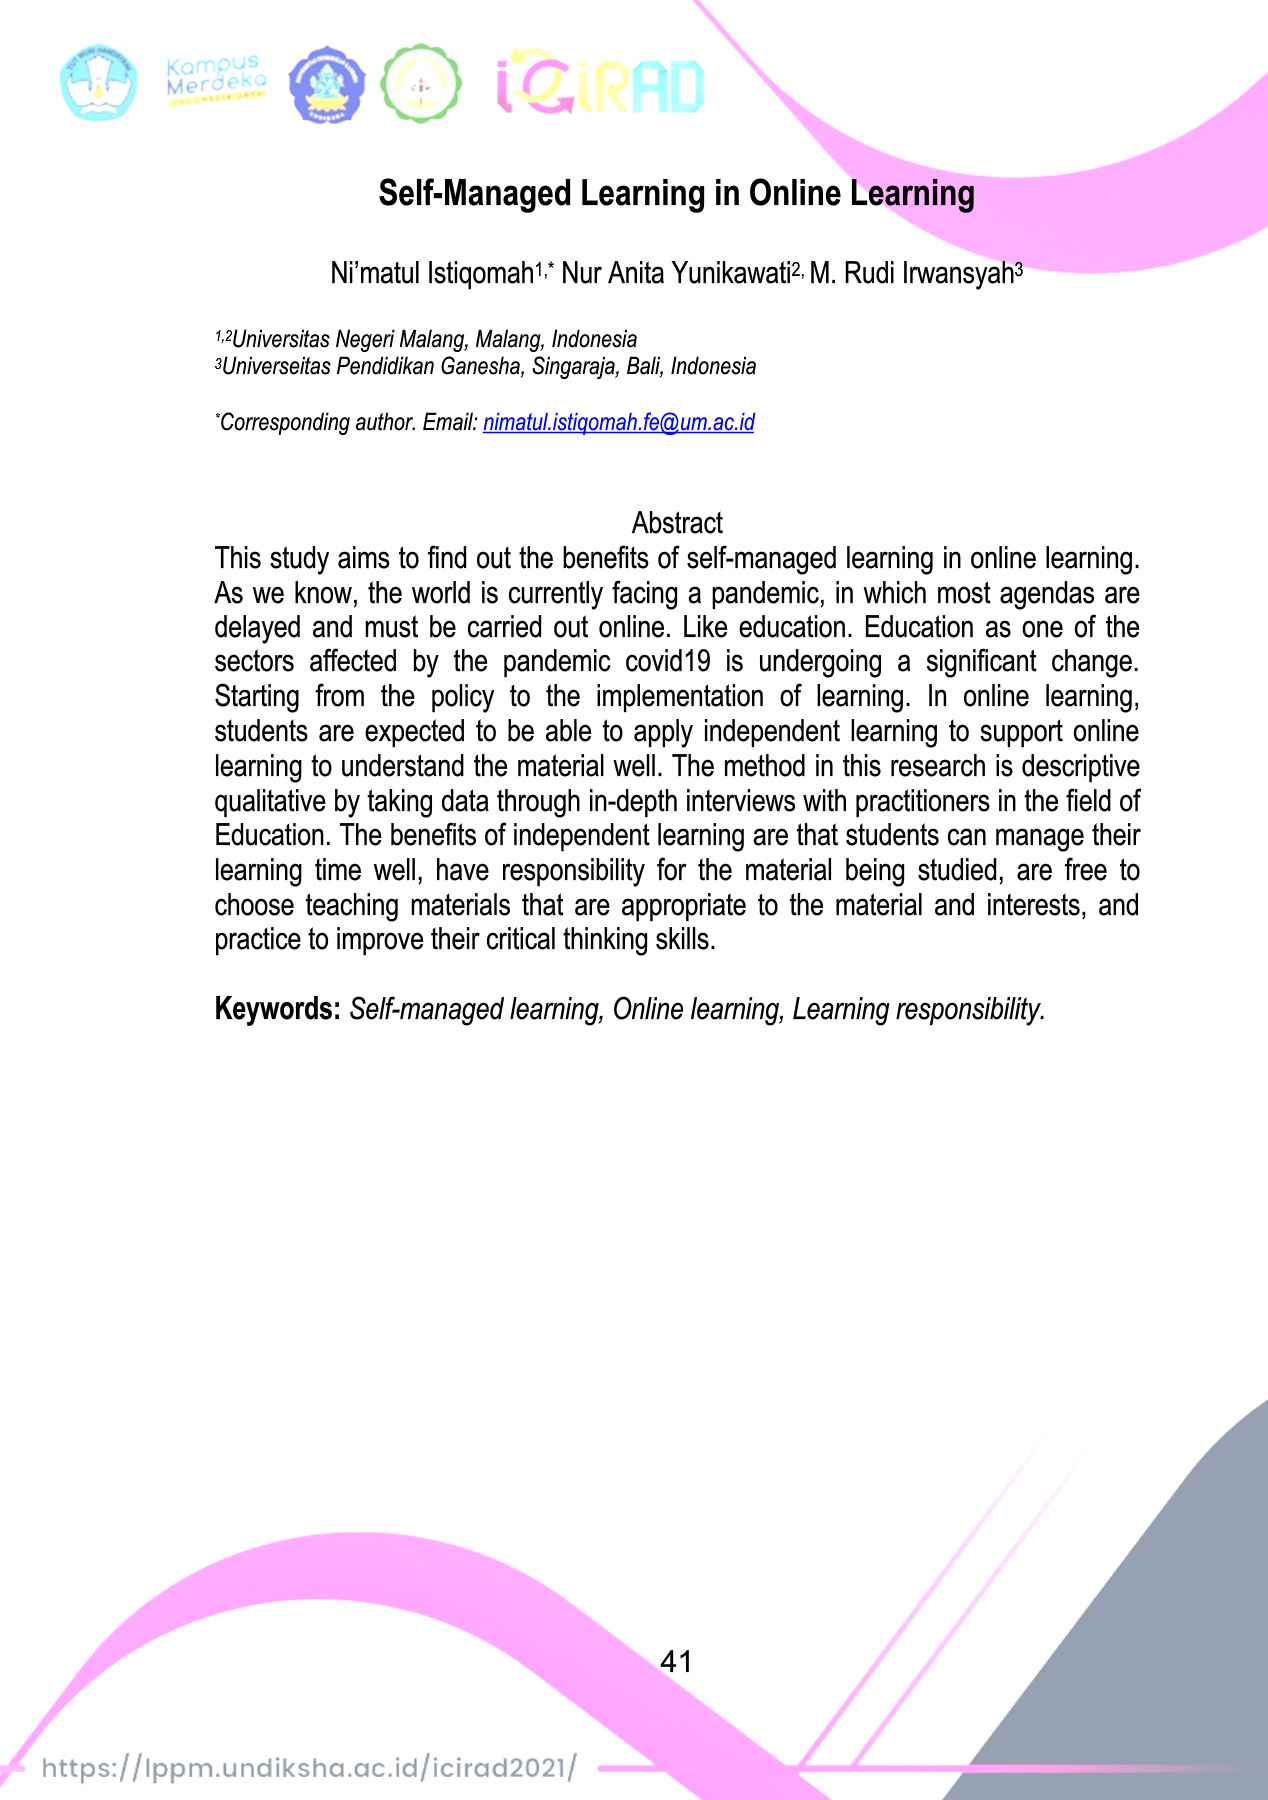 TUT WURI HANDAYANI
Kampus
Merdeka
INDONESIA JAYA
iCiRAD
Self-Managed Learning in Online Learning
Ni’matul Istiqomah1,* Nur Anita Yunikawati2, M. Rudi Irwansyah3
1,2Universitas Negeri Malang, Malang, Indonesia
3Universeitas Pendidikan Ganesha, Singaraja, Bali, Indonesia
*Corresponding author. Email: nimatul.istiqomah.fe@um.ac.id
Abstract
This study aims to find out the benefits of self-managed learning in online learning.
As we know, the world is currently facing a pandemic, in which most agendas are
delayed and must be carried out online. Like education. Education as one of the
sectors affected by the pandemic covid19 is undergoing a significant change.
Starting from the policy to the implementation of learning. In online learning,
students are expected to be able to apply independent learning to support online
learning to understand the material well. The method in this research is descriptive
qualitative by taking data through in-depth interviews with practitioners in the field of
Education. The benefits of independent learning are that students can manage their
learning time well, have responsibility for the material being studied, are free to
choose teaching materials that are appropriate to the material and interests, and
practice to improve their critical thinking skills.
Keywords: Self-managed learning, Online learning, Learning responsibility.
41
https://lppm.undiksha.ac.id/icirad2021/